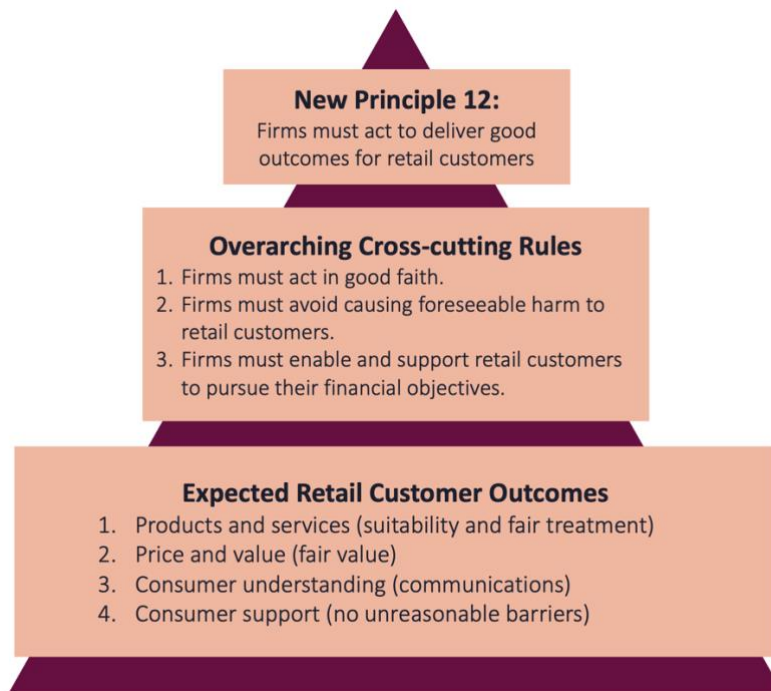 New Principle 12:
Firms must act to deliver good
outcomes for retail customers
Overarching Cross-cutting Rules
1. Firms must act in good faith.
2. Firms must avoid causing foreseeable harm to
retail customers.
3. Firms must enable and support retail customers
to pursue their financial objectives.
Expected Retail Customer Outcomes
1. Products and services (suitability and fair treatment)
2. Price and value (fair value)
3. Consumer understanding (communications)
4. Consumer support (no unreasonable barriers)